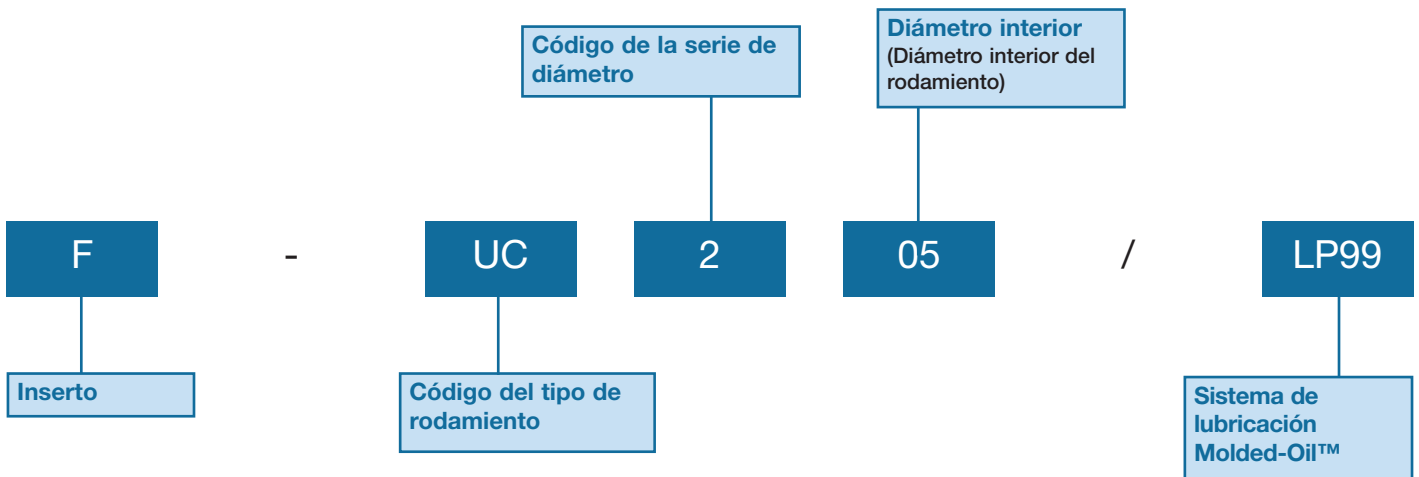 Código de la serie de
diámetro
Diámetro interior
(Diámetro interior del
rodamiento)
F - UC 2 05 / LP99
Inserto
Código del tipo de
rodamiento
Sistema de
lubricación
Molded-Oil™